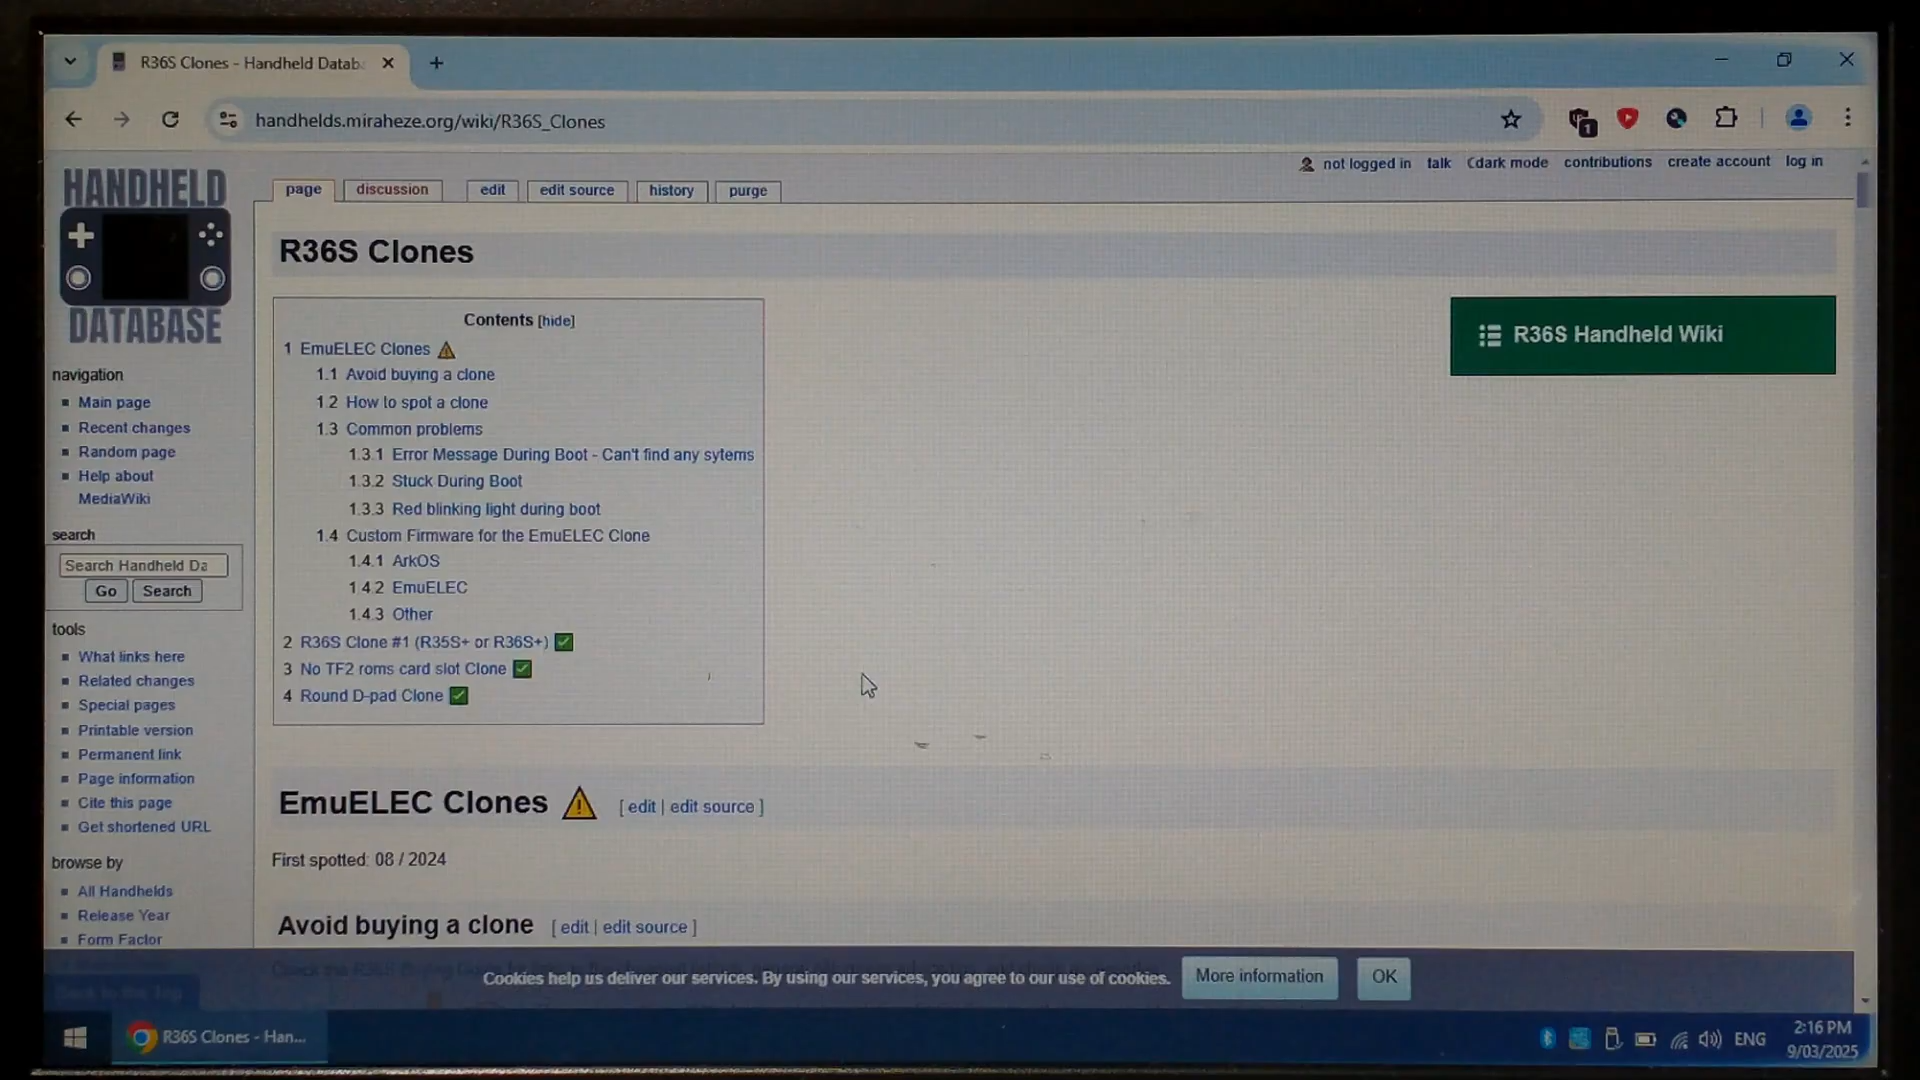 R36S Clones - Handheld Datab
handhelds.miraheze.org/wiki/R36S_Clones
1
not logged in talk dark mode contributions create account log in
HANDHELD
DATABASE
page discussion edit edit source history purge
R36S Clones
R36S Handheld Wiki
Contents [hide]
1 EmuELEC Clones
1.1 Avoid buying a clone
1.2 How to spot a clone
1.3 Common problems
1.3.1 Error Message During Boot - Can't find any sytems
1.3.2 Stuck During Boot
1.3.3 Red blinking light during boot
1.4 Custom Firmware for the EmuELEC Clone
1.4.1 ArkOS
1.4.2 EmuELEC
1.4.3 Other
2 R36S Clone #1 (R35S+ or R36S+)
3 No TF2 roms card slot Clone
4 Round D-pad Clone
navigation
Main page
Recent changes
Random page
Help about
MediaWiki
search
Search Handheld Da
Go Search
tools
What links here
Related changes
Special pages
Printable version
Permanent link
Page information
Cite this page
Get shortened URL
browse by
All Handhelds
Release Year
Form Factor
EmuELEC Clones [ edit | edit source ]
First spotted: 08 / 2024
Avoid buying a clone [ edit | edit source ]
Back to the Top
Cookies help us deliver our services. By using our services, you agree to our use of cookies. More information OK
R36S Clones - Han...
ENG
2:16 PM
9/03/2025